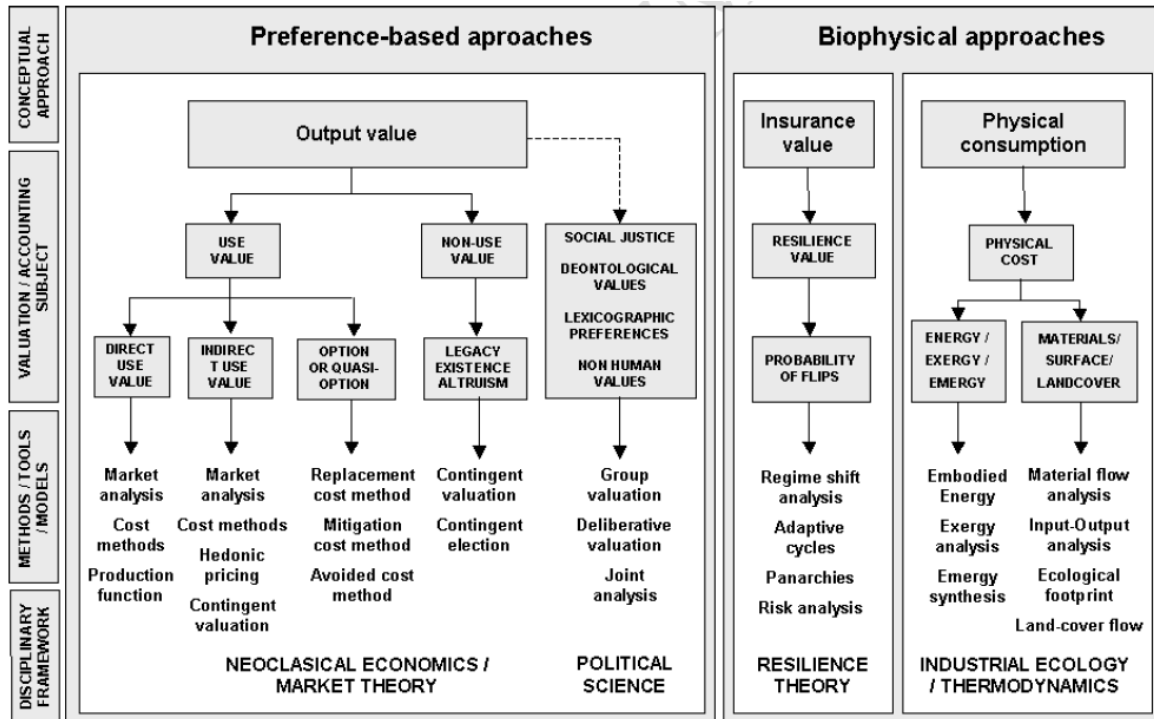 CONCEPTUAL
APPROACH
VALUATION / ACCOUNTING
SUBJECT
METHODS / TOOLS
/ MODELS
DISCIPLINARY
FRAMEWORK
Preference-based aproaches
Output value
USE
VALUE
NON-USE
VALUE
SOCIAL JUSTICE
DEONTOLOGICAL
VALUES
LEXICOGRAPHIC
PREFERENCES
NON HUMAN
VALUES
DIRECT
USE
VALUE
INDIREC
T USE
VALUE
OPTION
OR QUASI-
OPTION
LEGACY
EXISTENCE
ALTRUISM
Market
analysis
Cost
methods
Production
function
Market
analysis
Cost methods
Hedonic
pricing
Contingent
valuation
Replacement
cost method
Mitigation
cost method
Avoided cost
method
Contingent
valuation
Contingent
election
Group
valuation
Deliberative
valuation
Joint
analysis
NEOCLASICAL ECONOMICS /
MARKET THEORY
POLITICAL
SCIENCE
Biophysical approaches
Insurance
value
RESILIENCE
VALUE
PROBABILITY
OF FLIPS
Regime shift
analysis
Adaptive
cycles
Panarchies
Risk analysis
RESILIENCE
THEORY
Physical
consumption
PHYSICAL
COST
ENERGY /
EXERGY /
EMERGY
MATERIALS/
SURFACE/
LANDCOVER
Embodied
Energy
Exergy
analysis
Emergy
synthesis
Material flow
analysis
Input-Output
analysis
Ecological
footprint
Land-cover flow
INDUSTRIAL ECOLOGY
/ THERMODYNAMICS